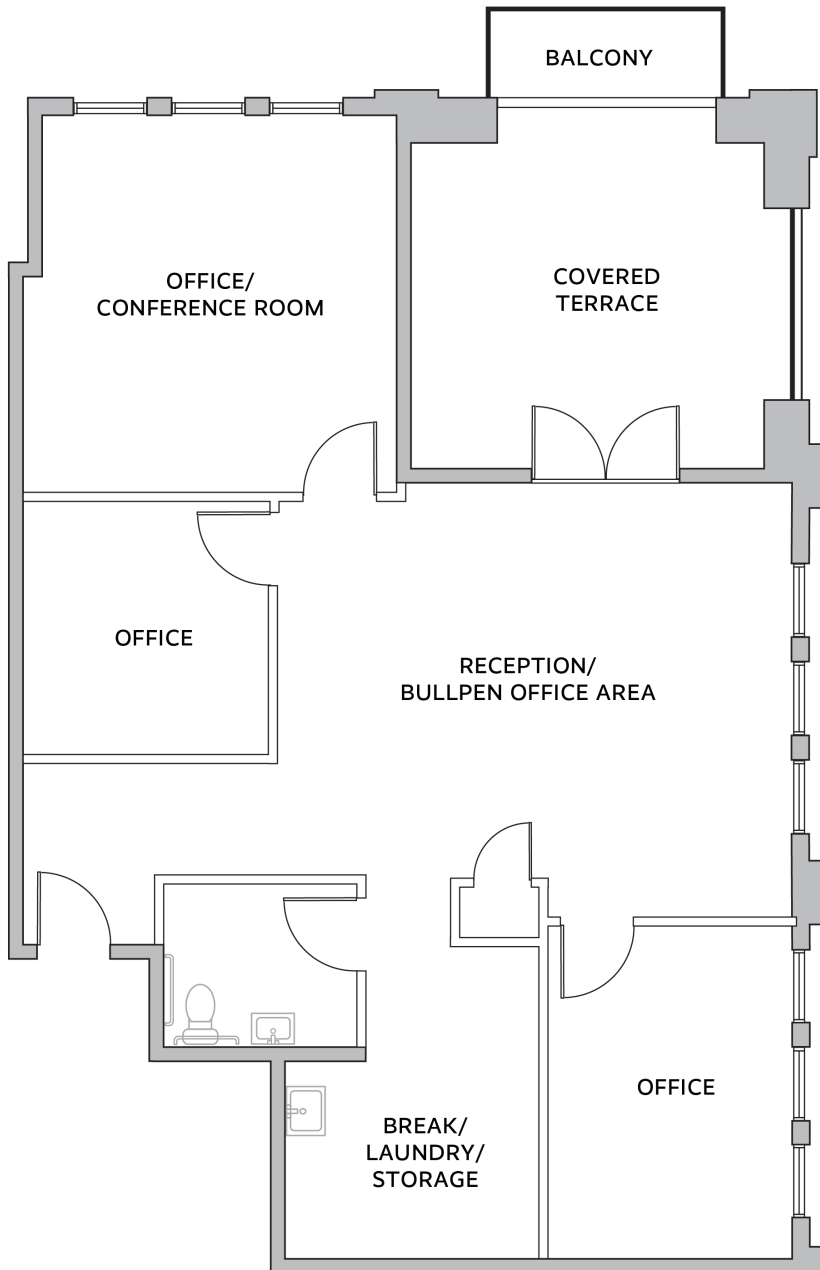 BALCONY
OFFICE/
CONFERENCE ROOM
COVERED
TERRACE
OFFICE
RECEPTION/
BULLPEN OFFICE AREA
OFFICE
BREAK/
LAUNDRY/
STORAGE